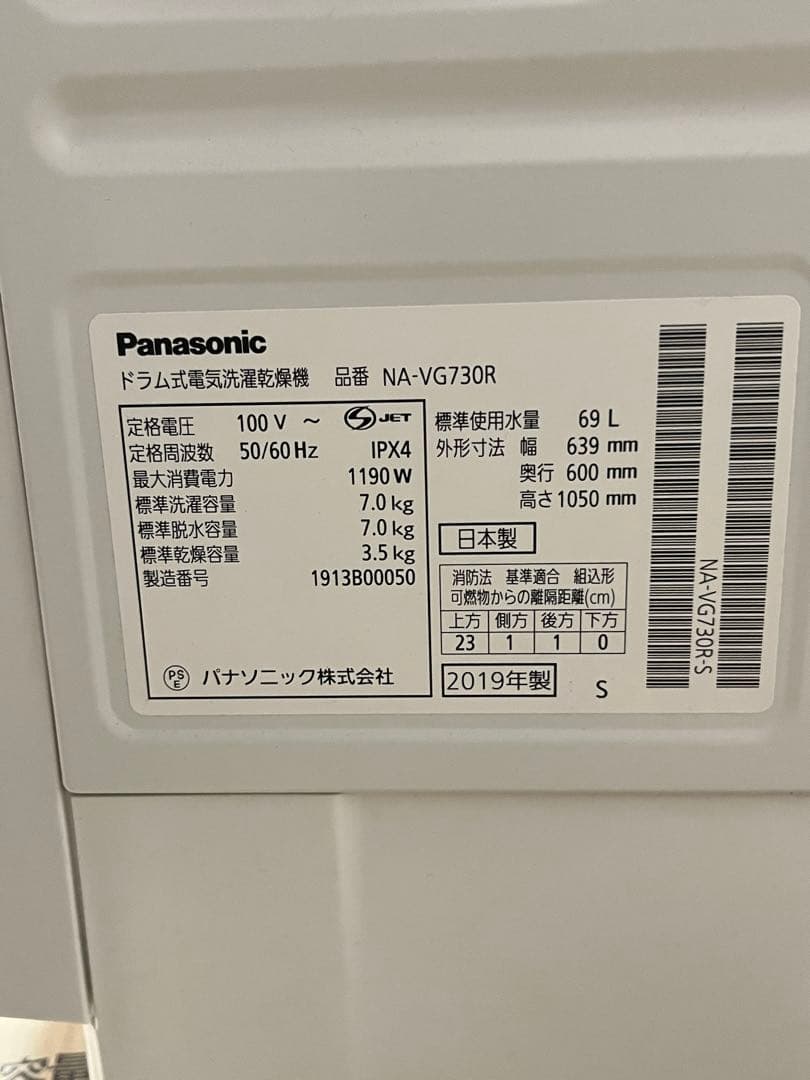 Panasonic
ドラム式電気洗濯乾燥機 品番 NA-VG730R
定格電圧 100 V ～ S JET
定格周波数 50/60 Hz IPX4
最大消費電力 1190 W
標準洗濯容量 7.0 kg
標準脱水容量 7.0 kg
標準乾燥容量 3.5 kg
製造番号 1913B00050
PS E パナソニック株式会社
標準使用水量 69 L
外形寸法 幅 639 mm
奥行 600 mm
高さ 1050 mm
日本製
消防法 基準適合 組込形
可燃物からの離隔距離(cm)
上方 側方 後方 下方
23 1 1 0
2019年製 S
NA-VG730R-S